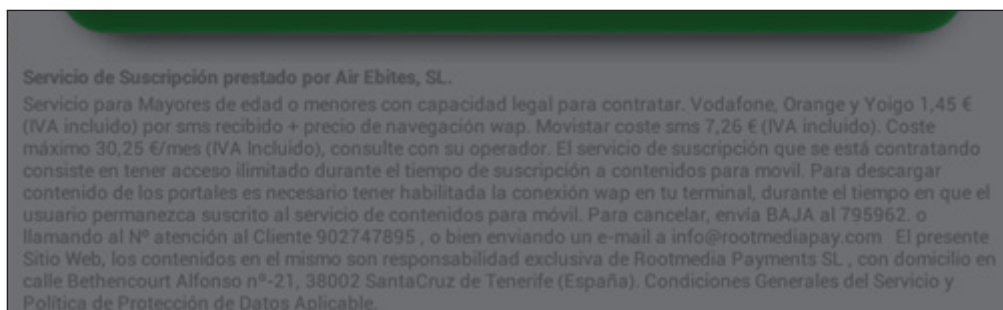 Servicio de Suscripción prestado por Air Ebites, SL.
Servicio para Mayores de edad o menores con capacidad legal para contratar. Vodafone, Orange y Yoigo 1,45 €
(IVA incluido) por sms recibido + precio de navegación wap. Movistar coste sms 7,26 € (IVA incluido). Coste
máximo 30,25 €/mes (IVA Incluido), consulte con su operador. El servicio de suscripción que se está contratando
consiste en tener acceso ilimitado durante el tiempo de suscripción a contenidos para movil. Para descargar
contenido de los portales es necesario tener habilitada la conexión wap en tu terminal, durante el tiempo en que el
usuario permanezca suscrito al servicio de contenidos para móvil. Para cancelar, envía BAJA al 795962. o
llamando al Nº atención al Cliente 902747895 , o bien enviando un e-mail a info@rootmediapay.com El presente
Sitio Web, los contenidos en el mismo son responsabilidad exclusiva de Rootmedia Payments SL , con domicilio en
calle Bethencourt Alfonso nº-21, 38002 SantaCruz de Tenerife (España). Condiciones Generales del Servicio y
Política de Protección de Datos Aplicable.